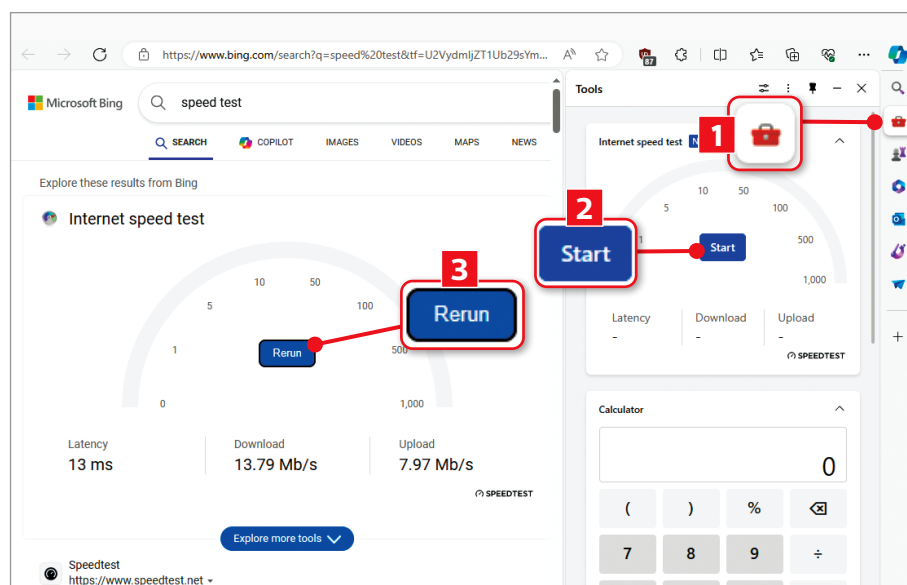 https://www.bing.com/search?q=speed%20test&tf=U2VydmljZT1Ub29sYm...
87
Microsoft Bing
speed test
SEARCH
COPILOT
IMAGES
VIDEOS
MAPS
NEWS
Explore these results from Bing
Internet speed test
0
1
5
10
50
100
500
1,000
Rerun
3
Rerun
Latency
13 ms
Download
13.79 Mb/s
Upload
7.97 Mb/s
SPEEDTEST
Explore more tools
Speedtest
https://www.speedtest.net
Tools
1
Internet speed test
N
1
5
10
50
100
500
1,000
2
Start
Start
Latency
-
Download
-
Upload
-
SPEEDTEST
Calculator
0
( ) %
7 8 9 ÷